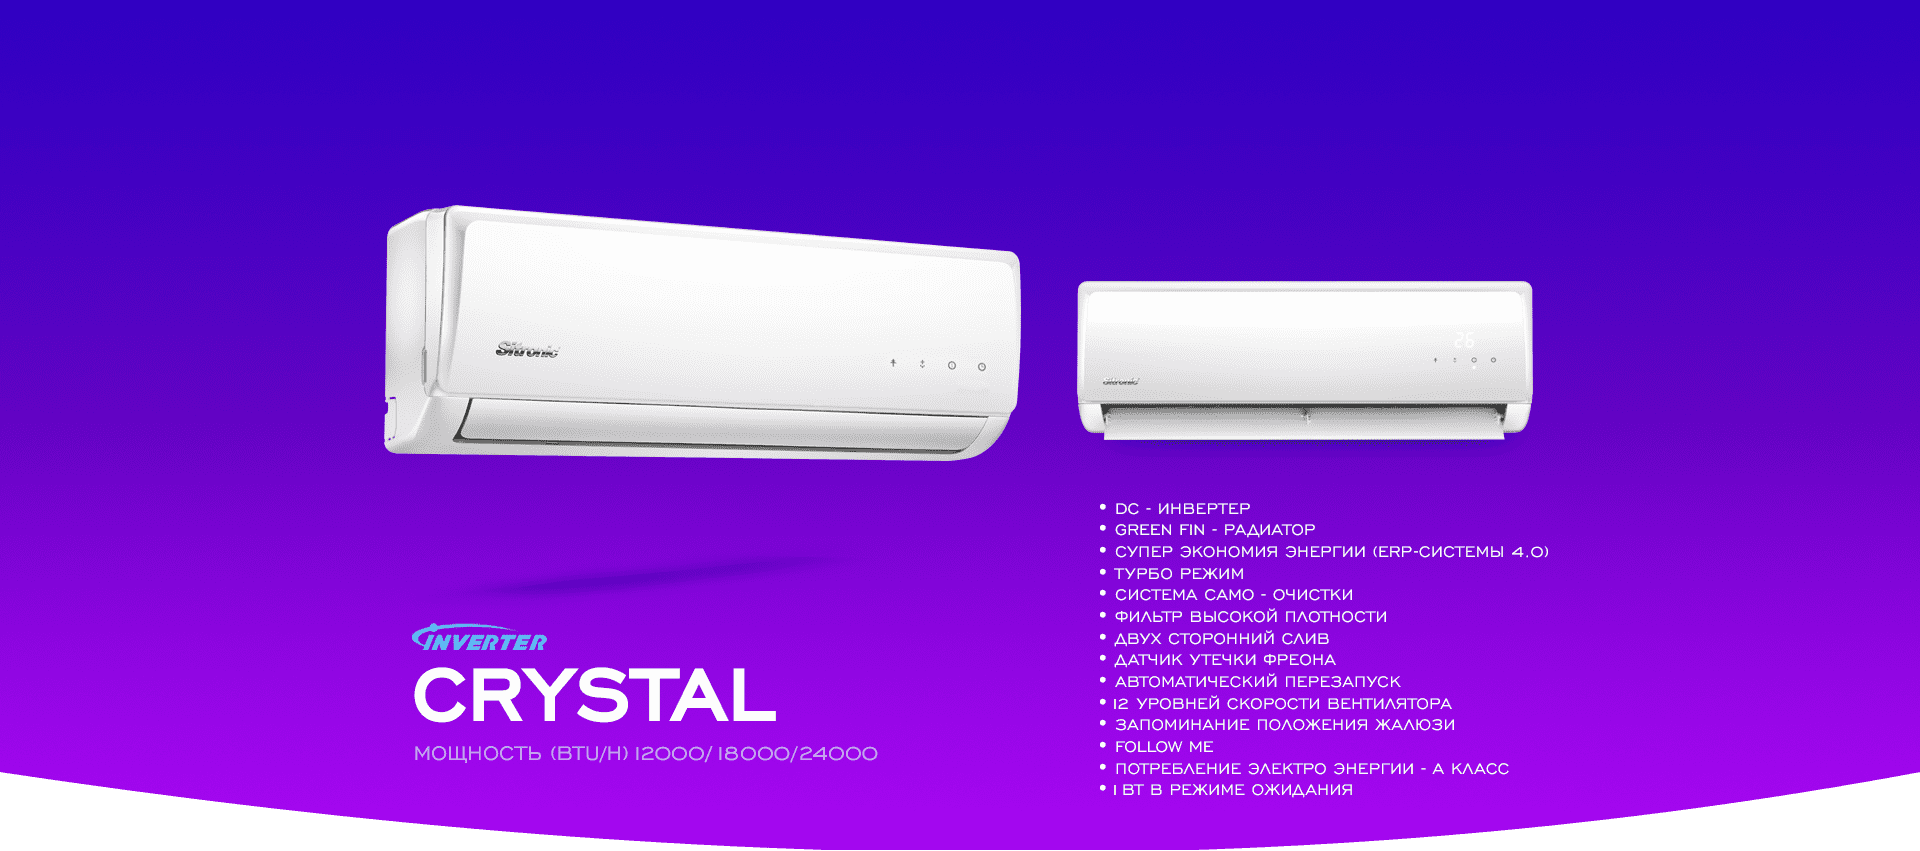 Sitronic
26
Sitronic
DC - ИНВЕРТЕР
GREEN FIN - РАДИАТОР
СУПЕР ЭКОНОМИЯ ЭНЕРГИИ (ERP-СИСТЕМЫ 4.0)
ТУРБО РЕЖИМ
СИСТЕМА САМО - ОЧИСТКИ
ФИЛЬТР ВЫСОКОЙ ПЛОТНОСТИ
ДВУХ СТОРОННИЙ СЛИВ
ДАТЧИК УТЕЧКИ ФРЕОНА
АВТОМАТИЧЕСКИЙ ПЕРЕЗАПУСК
12 УРОВНЕЙ СКОРОСТИ ВЕНТИЛЯТОРА
ЗАПОМИНАНИЕ ПОЛОЖЕНИЯ ЖАЛЮЗИ
FOLLOW ME
ПОТРЕБЛЕНИЕ ЭЛЕКТРО ЭНЕРГИИ - А КЛАСС
1 ВТ В РЕЖИМЕ ОЖИДАНИЯ
INVERTER
CRYSTAL
МОЩНОСТЬ (BTU/H) 12000/18000/24000